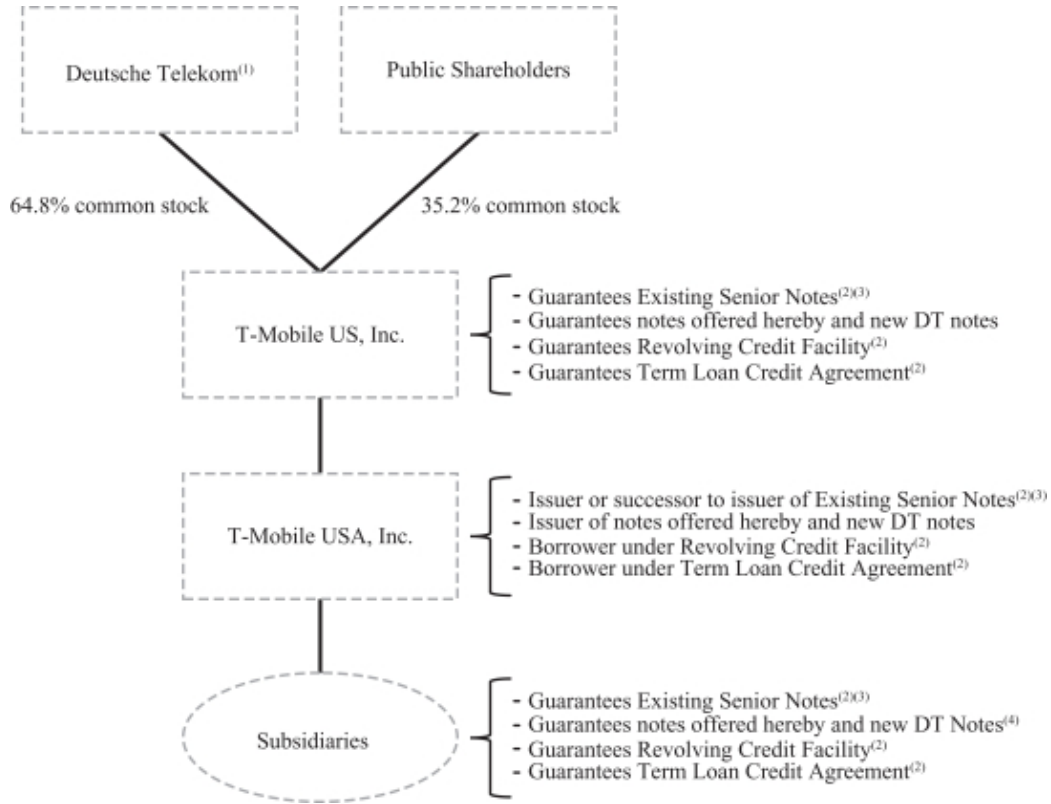 Deutsche Telekom(1)
Public Shareholders
64.8% common stock
35.2% common stock
T-Mobile US, Inc.
- Guarantees Existing Senior Notes(2)(3)
- Guarantees notes offered hereby and new DT notes
- Guarantees Revolving Credit Facility(2)
- Guarantees Term Loan Credit Agreement(2)
T-Mobile USA, Inc.
- Issuer or successor to issuer of Existing Senior Notes(2)(3)
- Issuer of notes offered hereby and new DT notes
- Borrower under Revolving Credit Facility(2)
- Borrower under Term Loan Credit Agreement(2)
Subsidiaries
- Guarantees Existing Senior Notes(2)(3)
- Guarantees notes offered hereby and new DT Notes(4)
- Guarantees Revolving Credit Facility(2)
- Guarantees Term Loan Credit Agreement(2)